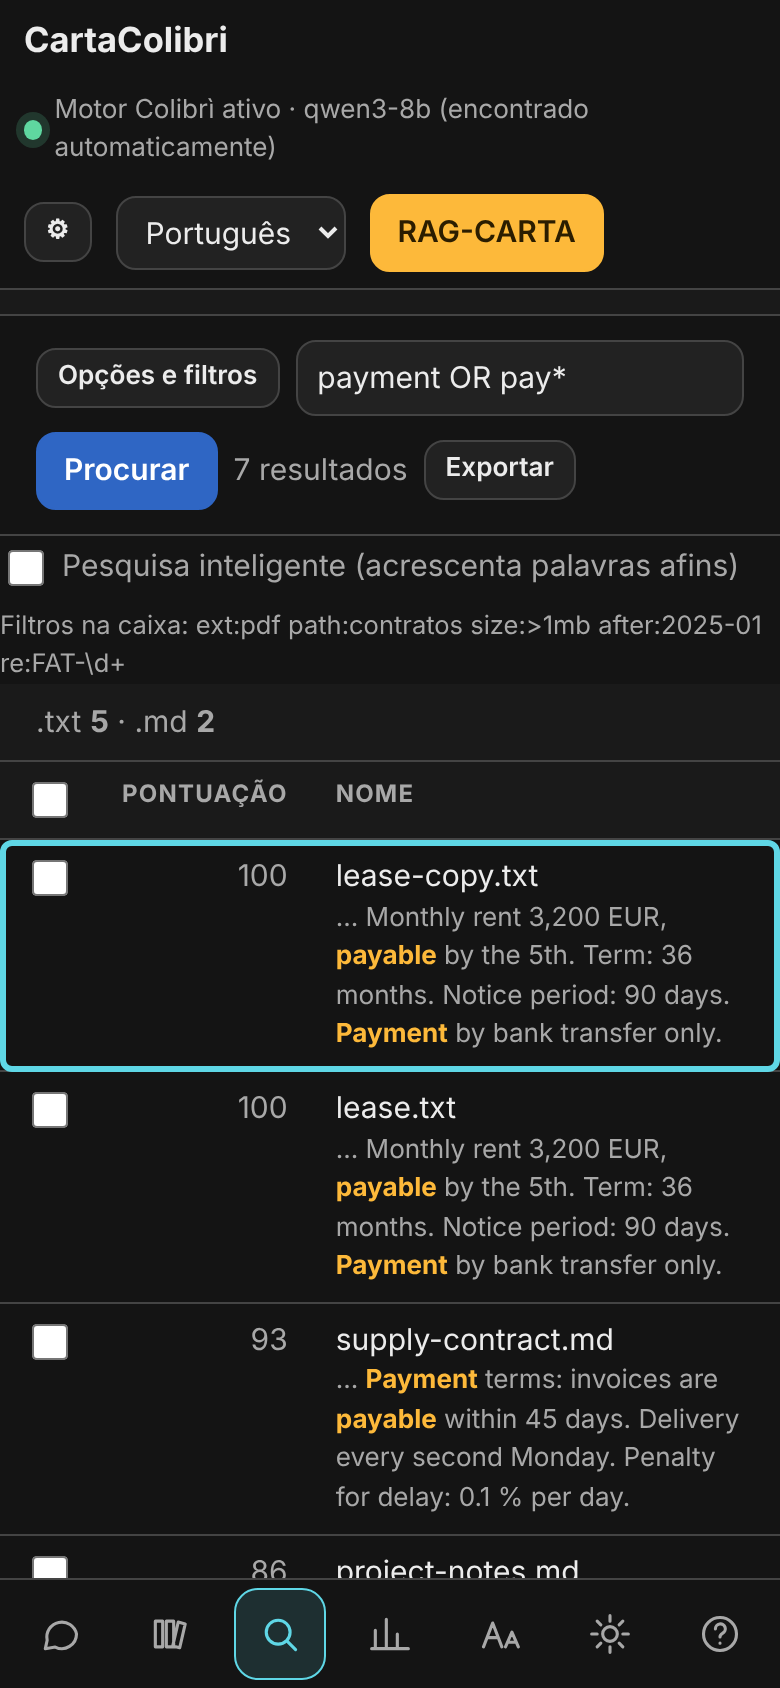 CartaColibri
Motor Colibrì ativo · qwen3-8b (encontrado
automaticamente)
Português
RAG-CARTA
Opções e filtros
payment OR pay*
Procurar
7 resultados
Exportar
Pesquisa inteligente (acrescenta palavras afins)
Filtros na caixa: ext:pdf path:contratos size:>1mb after:2025-01
re:FAT-\d+
.txt 5 · .md 2
PONTUAÇÃO NOME
100 lease-copy.txt
... Monthly rent 3,200 EUR,
payable by the 5th. Term: 36
months. Notice period: 90 days.
Payment by bank transfer only.
100 lease.txt
... Monthly rent 3,200 EUR,
payable by the 5th. Term: 36
months. Notice period: 90 days.
Payment by bank transfer only.
93 supply-contract.md
... Payment terms: invoices are
payable within 45 days. Delivery
every second Monday. Penalty
for delay: 0.1 % per day.
86 project-notes.md
AA